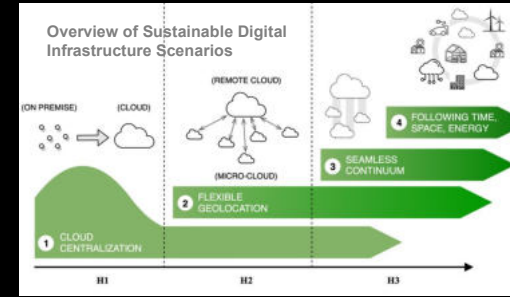 Overview of Sustainable Digital
Infrastructure Scenarios
(ON PREMISE)
(CLOUD)
(REMOTE CLOUD)
(MICRO-CLOUD)
4 FOLLOWING TIME,
SPACE, ENERGY
3 SEAMLESS
CONTINUUM
2 FLEXIBLE
GEOLOCATION
1 CLOUD
CENTRALIZATION
H1
H2
H3